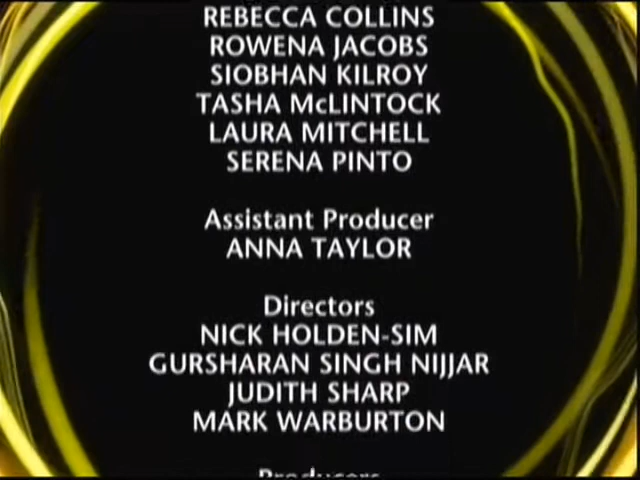 REBECCA COLLINS
ROWENA JACOBS
SIOBHAN KILROY
TASHA McLINTOCK
LAURA MITCHELL
SERENA PINTO
Assistant Producer
ANNA TAYLOR
Directors
NICK HOLDEN-SIM
GURSHARAN SINGH NIJJAR
JUDITH SHARP
MARK WARBURTON
Producers